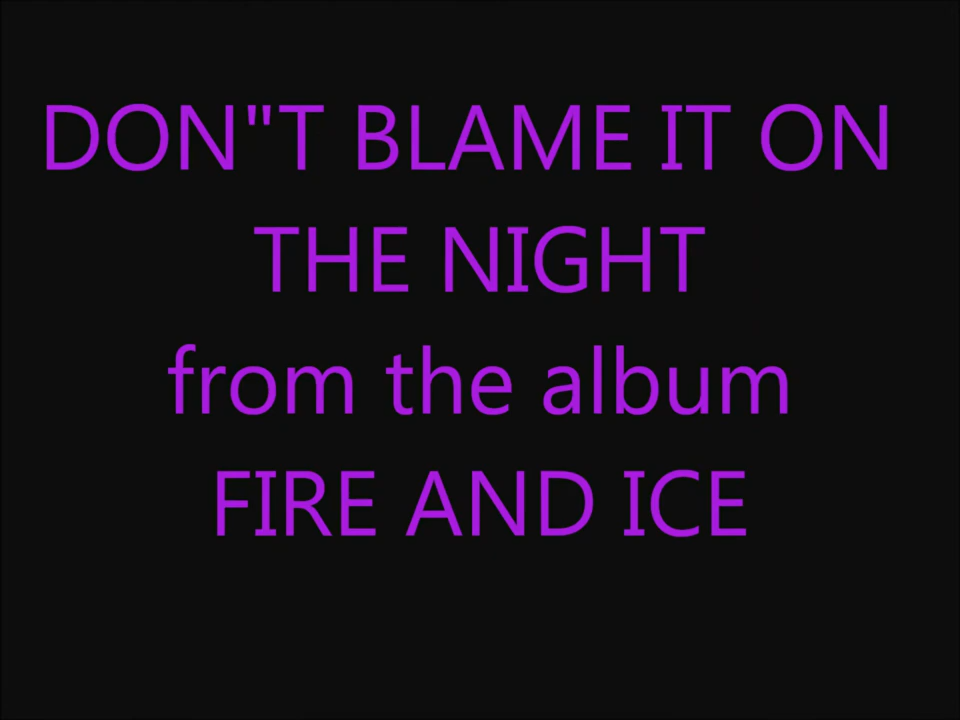 DON"T BLAME IT ON
THE NIGHT
from the album
FIRE AND ICE